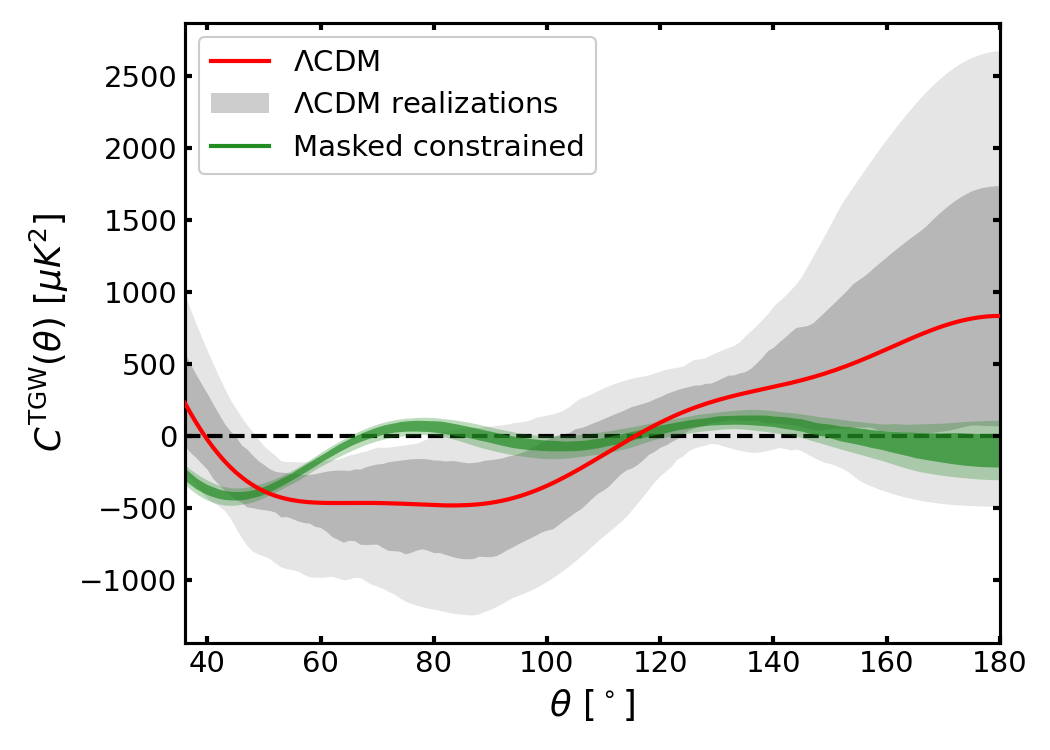 ΛCDM
ΛCDM realizations
Masked constrained
2500
2000
1500
1000
500
0
−500
−1000
40 60 80 100 120 140 160 180
θ [°]
C^TGW(θ) [μK²]